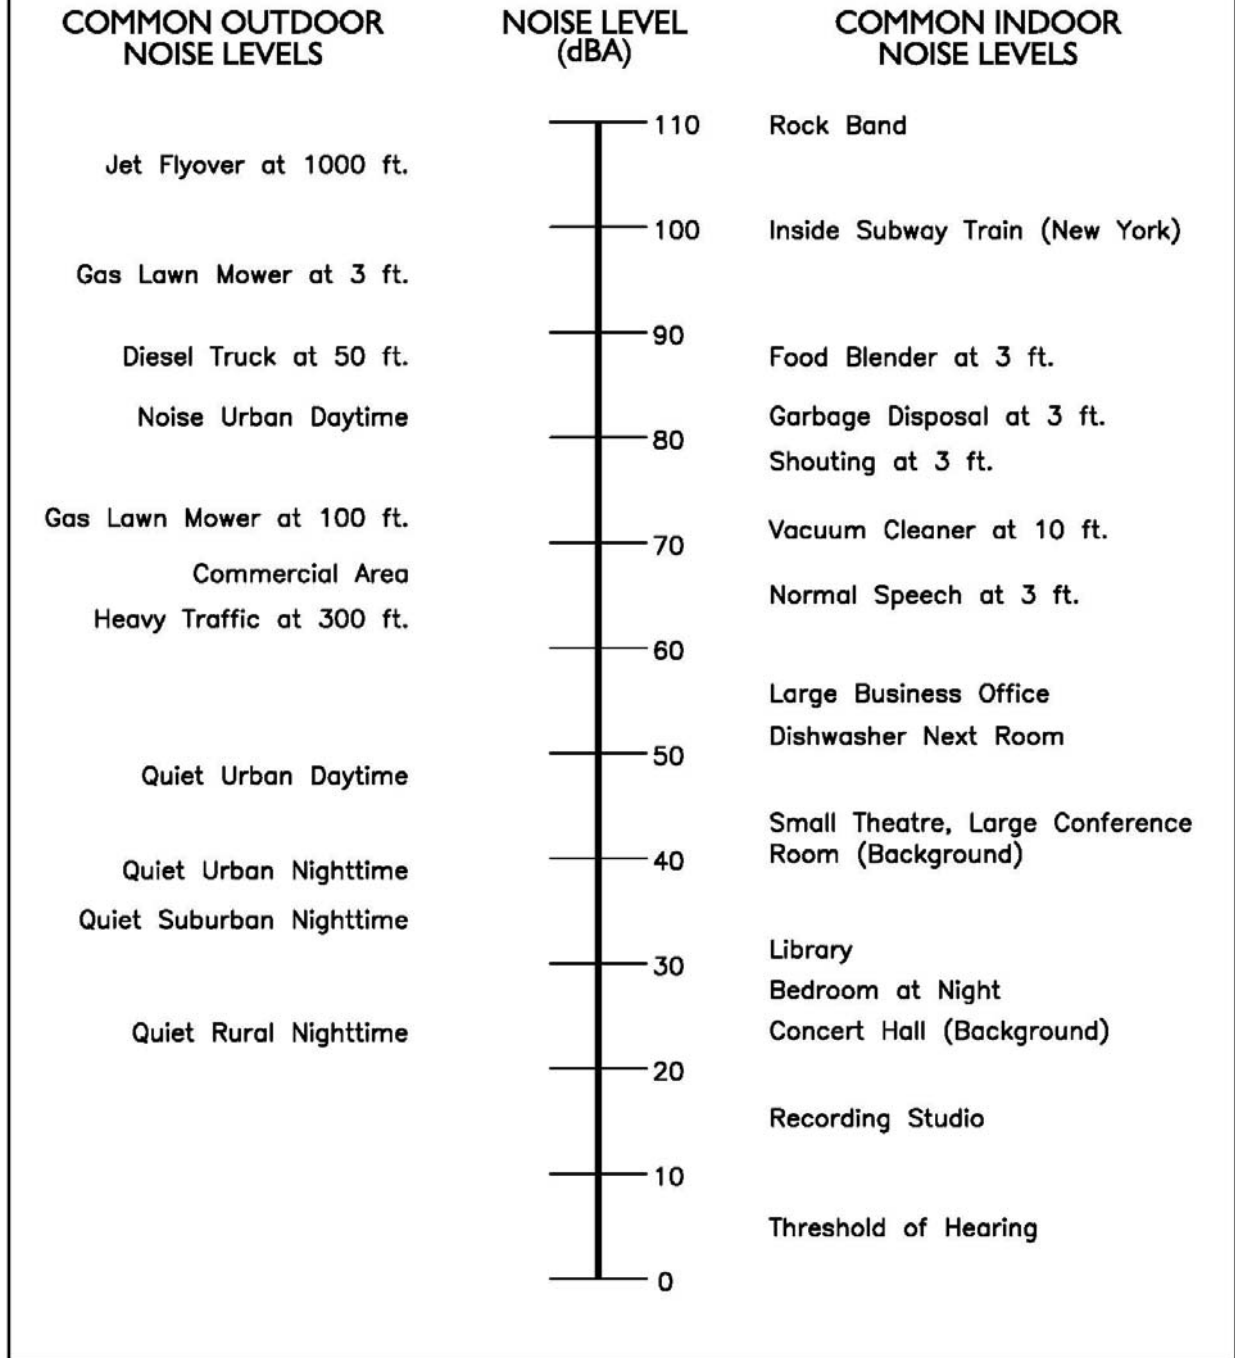 COMMON OUTDOOR
NOISE LEVELS
NOISE LEVEL
(dBA)
COMMON INDOOR
NOISE LEVELS
110
Rock Band
Jet Flyover at 1000 ft.
100
Inside Subway Train (New York)
Gas Lawn Mower at 3 ft.
90
Diesel Truck at 50 ft.
Food Blender at 3 ft.
Noise Urban Daytime
Garbage Disposal at 3 ft.
80
Shouting at 3 ft.
Gas Lawn Mower at 100 ft.
Vacuum Cleaner at 10 ft.
70
Commercial Area
Normal Speech at 3 ft.
Heavy Traffic at 300 ft.
60
Large Business Office
Dishwasher Next Room
50
Quiet Urban Daytime
Small Theatre, Large Conference
Room (Background)
40
Quiet Urban Nighttime
Quiet Suburban Nighttime
Library
30
Bedroom at Night
Quiet Rural Nighttime
Concert Hall (Background)
20
Recording Studio
10
Threshold of Hearing
0